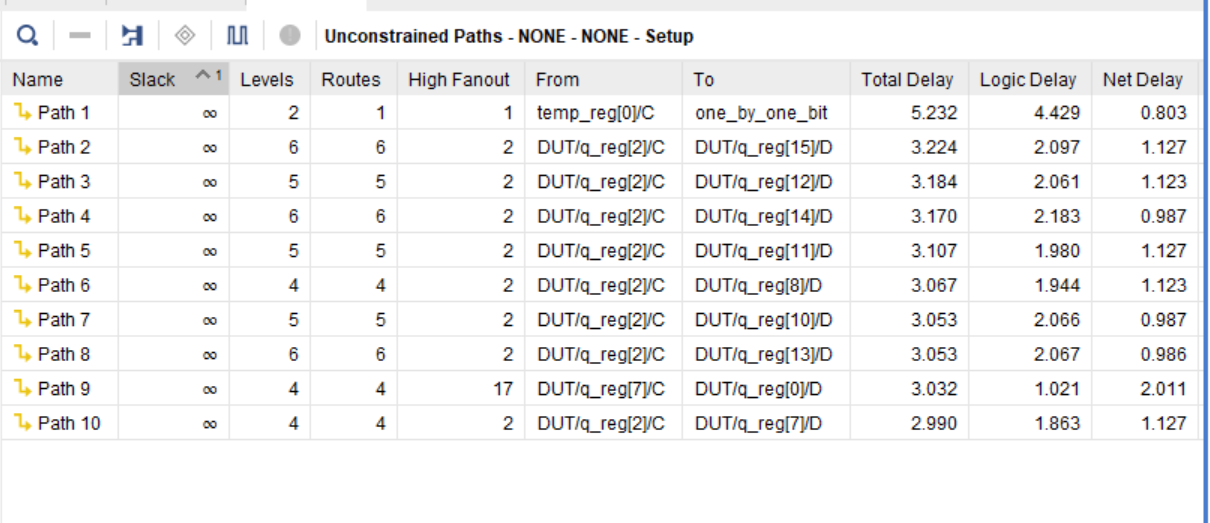 Unconstrained Paths - NONE - NONE - Setup
Name Slack ^1 Levels Routes High Fanout From To Total Delay Logic Delay Net Delay
Path 1 ∞ 2 1 1 temp_reg[0]/C one_by_one_bit 5.232 4.429 0.803
Path 2 ∞ 6 6 2 DUT/q_reg[2]/C DUT/q_reg[15]/D 3.224 2.097 1.127
Path 3 ∞ 5 5 2 DUT/q_reg[2]/C DUT/q_reg[12]/D 3.184 2.061 1.123
Path 4 ∞ 6 6 2 DUT/q_reg[2]/C DUT/q_reg[14]/D 3.170 2.183 0.987
Path 5 ∞ 5 5 2 DUT/q_reg[2]/C DUT/q_reg[11]/D 3.107 1.980 1.127
Path 6 ∞ 4 4 2 DUT/q_reg[2]/C DUT/q_reg[8]/D 3.067 1.944 1.123
Path 7 ∞ 5 5 2 DUT/q_reg[2]/C DUT/q_reg[10]/D 3.053 2.066 0.987
Path 8 ∞ 6 6 2 DUT/q_reg[2]/C DUT/q_reg[13]/D 3.053 2.067 0.986
Path 9 ∞ 4 4 17 DUT/q_reg[7]/C DUT/q_reg[0]/D 3.032 1.021 2.011
Path 10 ∞ 4 4 2 DUT/q_reg[2]/C DUT/q_reg[7]/D 2.990 1.863 1.127